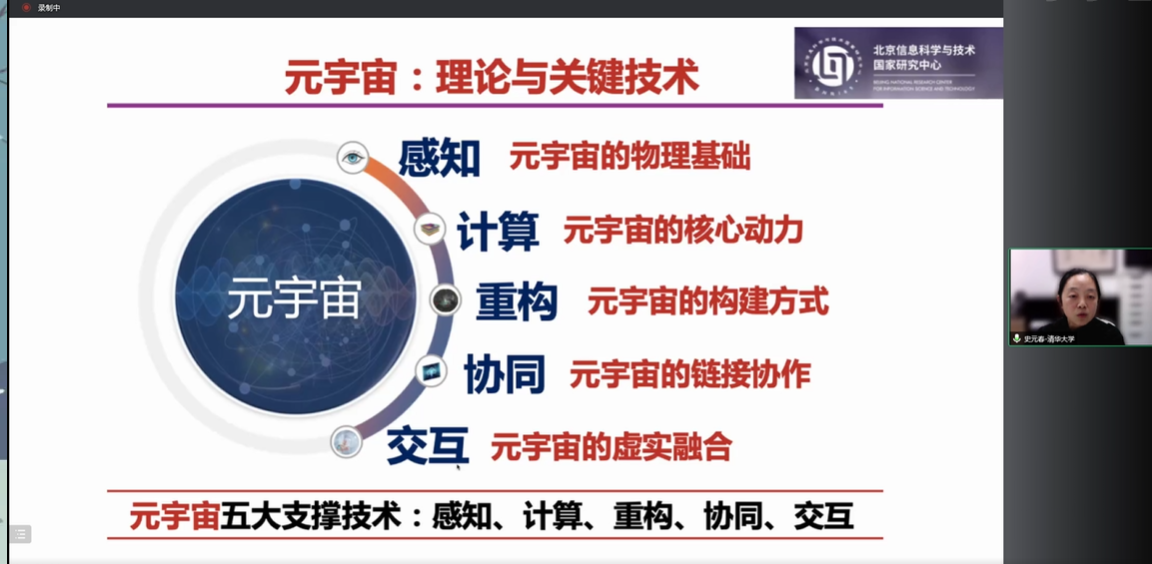 录制中
元宇宙：理论与关键技术
北京信息科学与技术
国家研究中心
BEIJING NATIONAL RESEARCH CENTER
FOR INFORMATION SCIENCE AND TECHNOLOGY
感知 元宇宙的物理基础
计算 元宇宙的核心动力
元宇宙
重构 元宇宙的构建方式
协同 元宇宙的链接协作
交互 元宇宙的虚实融合
元宇宙五大支撑技术：感知、计算、重构、协同、交互
史元春-清华大学